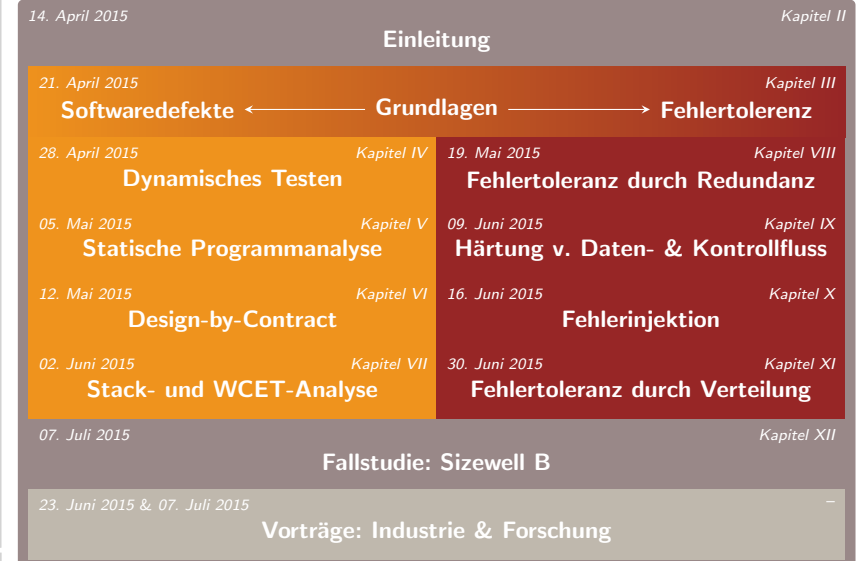 14. April 2015 Kapitel II
Einleitung
21. April 2015 Kapitel III
Softwaredefekte Grundlagen Fehlertolerenz
28. April 2015 Kapitel IV
Dynamisches Testen
19. Mai 2015 Kapitel VIII
Fehlertoleranz durch Redundanz
05. Mai 2015 Kapitel V
Statische Programmanalyse
09. Juni 2015 Kapitel IX
Härtung v. Daten- & Kontrollfluss
12. Mai 2015 Kapitel VI
Design-by-Contract
16. Juni 2015 Kapitel X
Fehlerinjektion
02. Juni 2015 Kapitel VII
Stack- und WCET-Analyse
30. Juni 2015 Kapitel XI
Fehlertoleranz durch Verteilung
07. Juli 2015 Kapitel XII
Fallstudie: Sizewell B
23. Juni 2015 & 07. Juli 2015 –
Vorträge: Industrie & Forschung